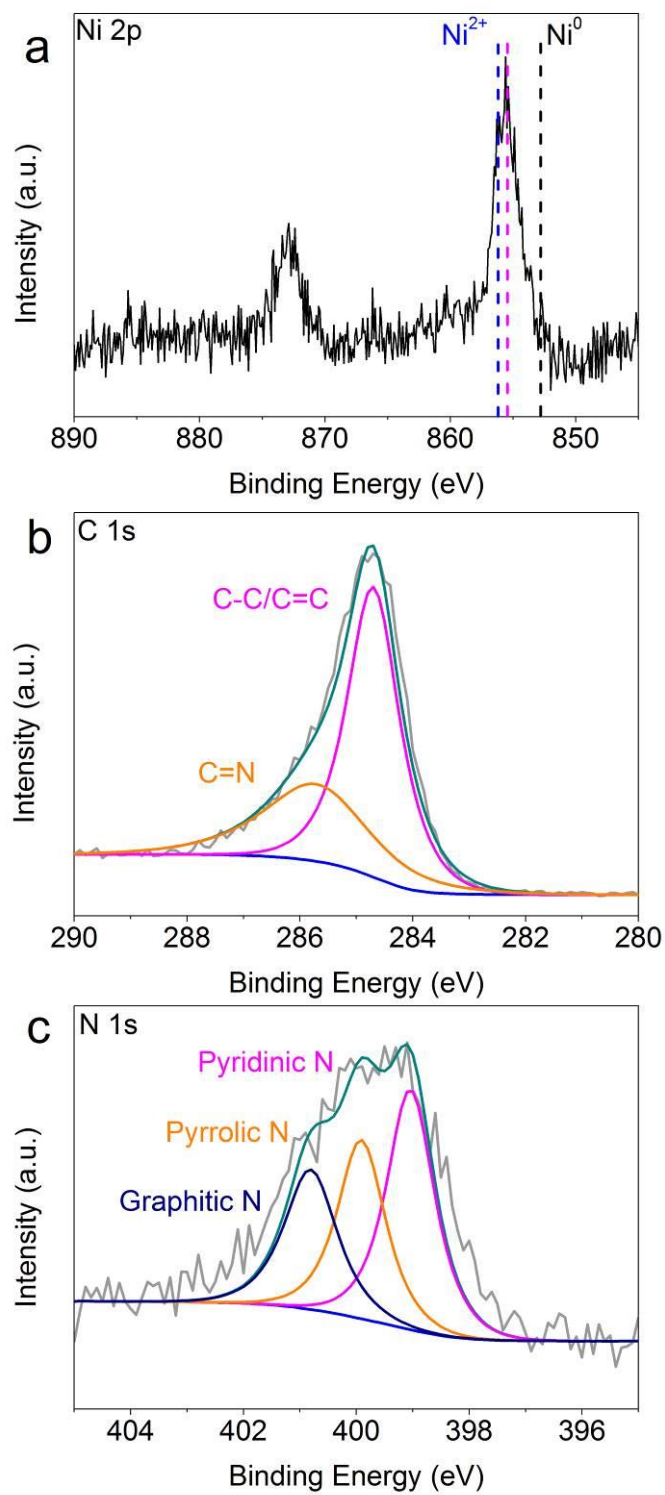 a
Ni 2p
Ni²⁺
Ni⁰
Intensity (a.u.)
890 880 870 860 850
Binding Energy (eV)
b
C 1s
C-C/C=C
C=N
Intensity (a.u.)
290 288 286 284 282 280
Binding Energy (eV)
c
N 1s
Pyridinic N
Pyrrolic N
Graphitic N
Intensity (a.u.)
404 402 400 398 396
Binding Energy (eV)